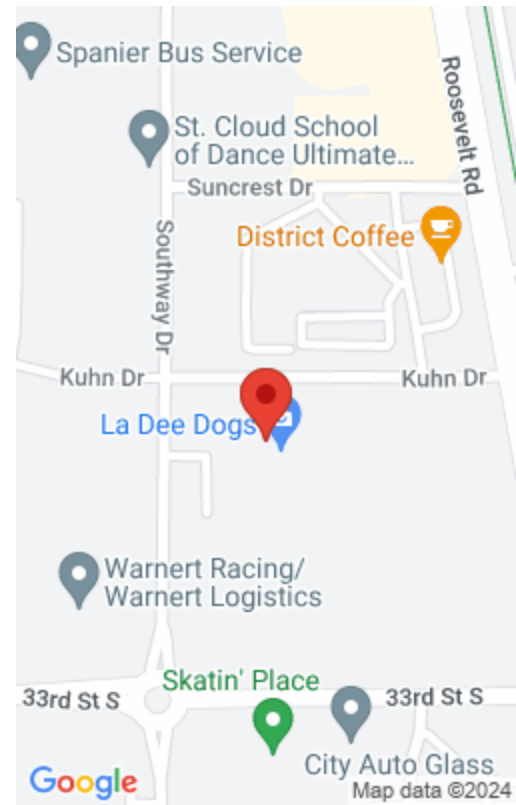 Spanier Bus Service
Roosevelt Rd
St. Cloud School
of Dance Ultimate...
Suncrest Dr
Southway Dr
District Coffee
Kuhn Dr
Kuhn Dr
La Dee Dogs
Warnert Racing/
Warnert Logistics
Skatin' Place
33rd St S
33rd St S
City Auto Glass
Google
Map data ©2024